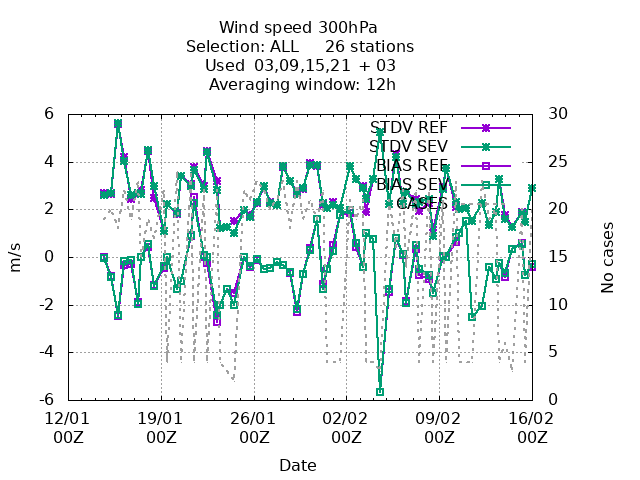 Wind speed 300hPa
Selection: ALL 26 stations
Used 03,09,15,21 + 03
Averaging window: 12h
STDV REF
STDV SEV
BIAS REF
BIAS SEV
CASES
6
4
2
0
-2
-4
-6
m/s
30
25
20
15
10
5
0
No cases
12/01 19/01 26/01 02/02 09/02 16/02
00Z 00Z 00Z 00Z 00Z 00Z
Date